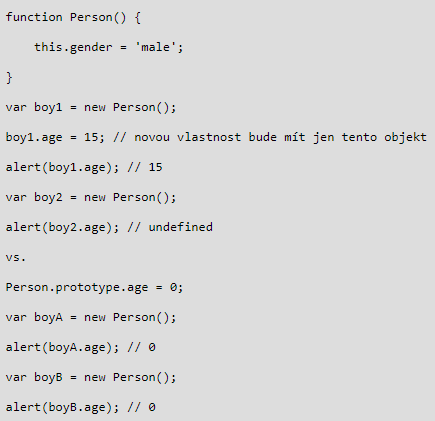 function Person() {
    this.gender = 'male';
}
var boy1 = new Person();
boy1.age = 15; // novou vlastnost bude mít jen tento objekt
alert(boy1.age); // 15
var boy2 = new Person();
alert(boy2.age); // undefined
vs.
Person.prototype.age = 0;
var boyA = new Person();
alert(boyA.age); // 0
var boyB = new Person();
alert(boyB.age); // 0